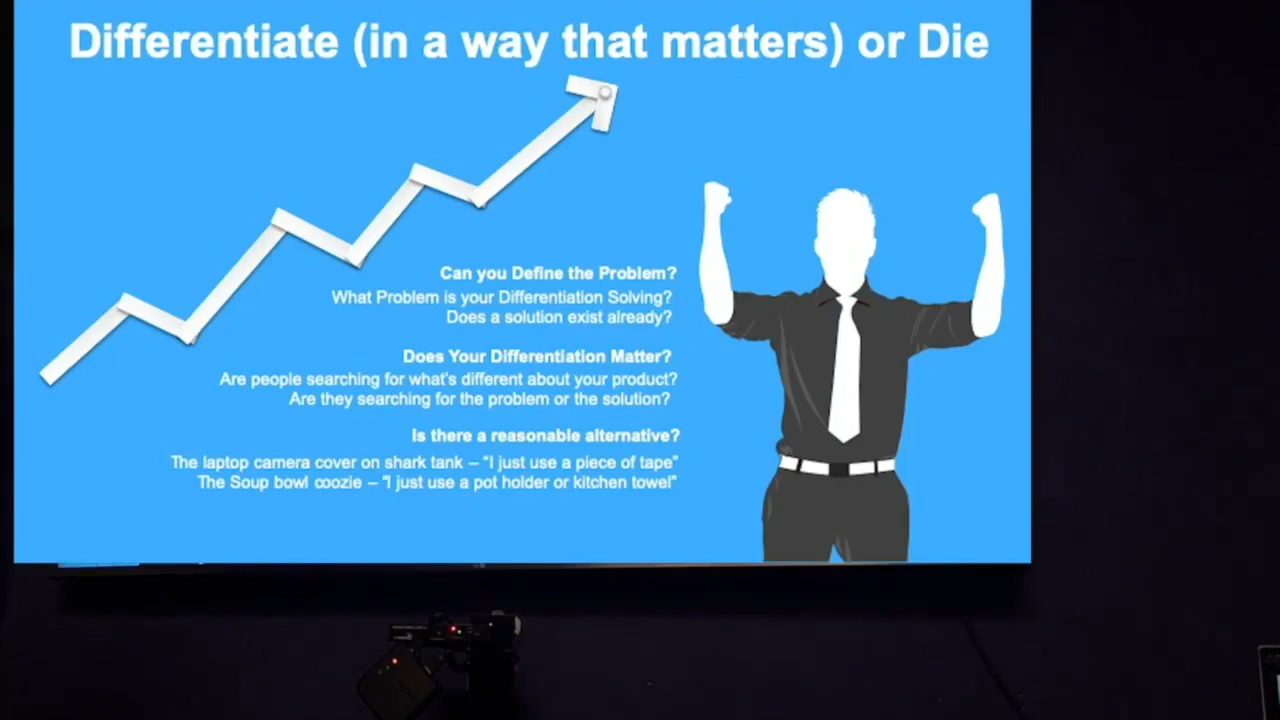 Differentiate (in a way that matters) or Die
Can you Define the Problem?
What Problem is your Differentiation Solving?
Does a solution exist already?
Does Your Differentiation Matter?
Are people searching for what's different about your product?
Are they searching for the problem or the solution?
Is there a reasonable alternative?
The laptop camera cover on shark tank – “I just use a piece of tape”
The Soup bowl coozie – “I just use a pot holder or kitchen towel”